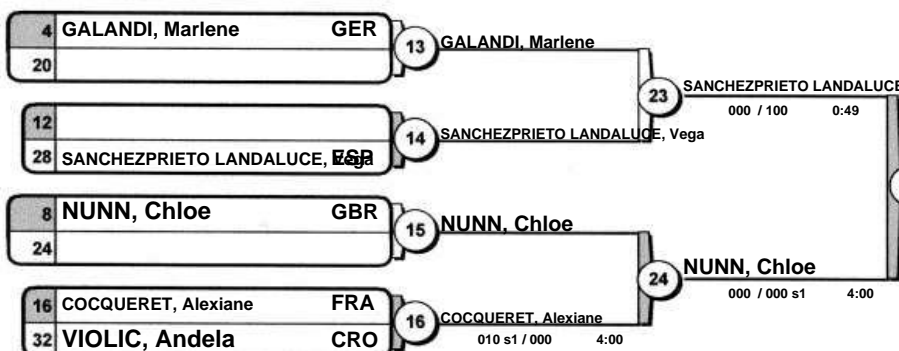 4 GALANDI, Marlene GER
20
13 GALANDI, Marlene
12
28 SANCHEZPRIETO LANDALUCE, Vega ESP
14 SANCHEZPRIETO LANDALUCE, Vega
23 SANCHEZPRIETO LANDALUCE
000 / 100 0:49
8 NUNN, Chloe GBR
24
15 NUNN, Chloe
16 COCQUERET, Alexiane FRA
32 VIOLIC, Andela CRO
16 COCQUERET, Alexiane
010 s1 / 000 4:00
24 NUNN, Chloe
000 / 000 s1 4:00